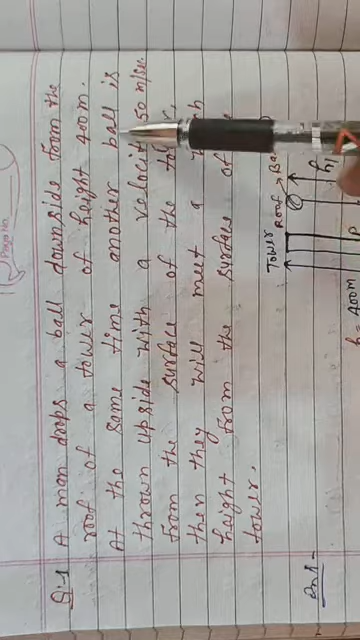 Page No.
Q:1 A man drops a ball downside from the
roof of a tower of height 400m.
At the same time another ball is
thrown upside with a velocity 50 m/sec.
from the surface of the tower,
then they will meet a
height from the surface of
tower.
Ans-
Tower Roof Ba
h1
h = 400m